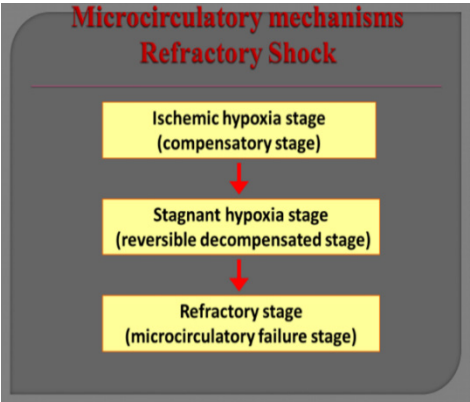 Microcirculatory mechanisms
Refractory Shock
Ischemic hypoxia stage
(compensatory stage)
Stagnant hypoxia stage
(reversible decompensated stage)
Refractory stage
(microcirculatory failure stage)